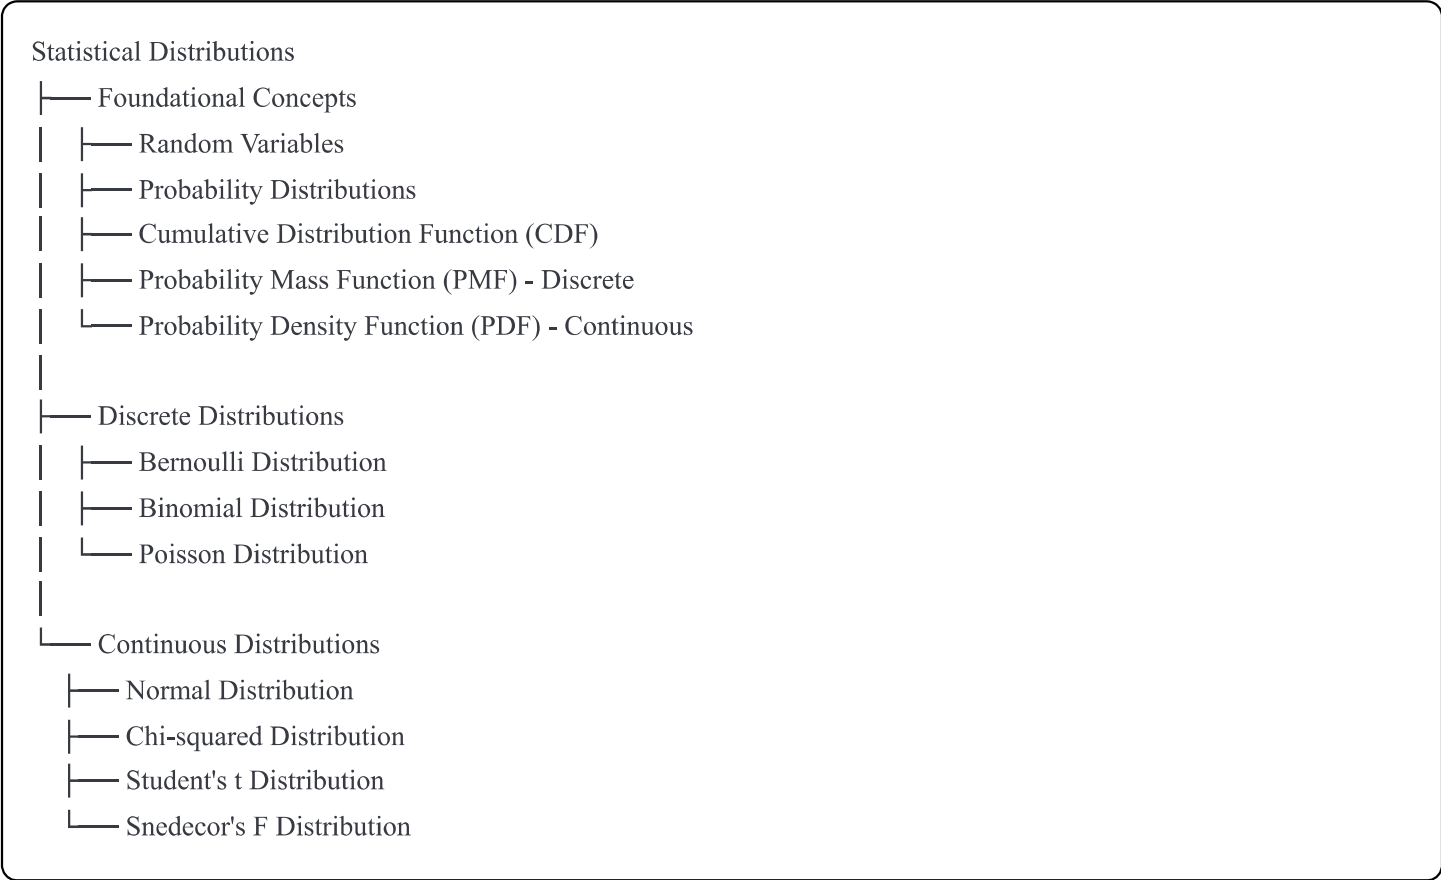 Statistical Distributions
├── Foundational Concepts
│   ├── Random Variables
│   ├── Probability Distributions
│   ├── Cumulative Distribution Function (CDF)
│   ├── Probability Mass Function (PMF) - Discrete
│   └── Probability Density Function (PDF) - Continuous
│
├── Discrete Distributions
│   ├── Bernoulli Distribution
│   ├── Binomial Distribution
│   └── Poisson Distribution
│
└── Continuous Distributions
    ├── Normal Distribution
    ├── Chi-squared Distribution
    ├── Student's t Distribution
    └── Snedecor's F Distribution